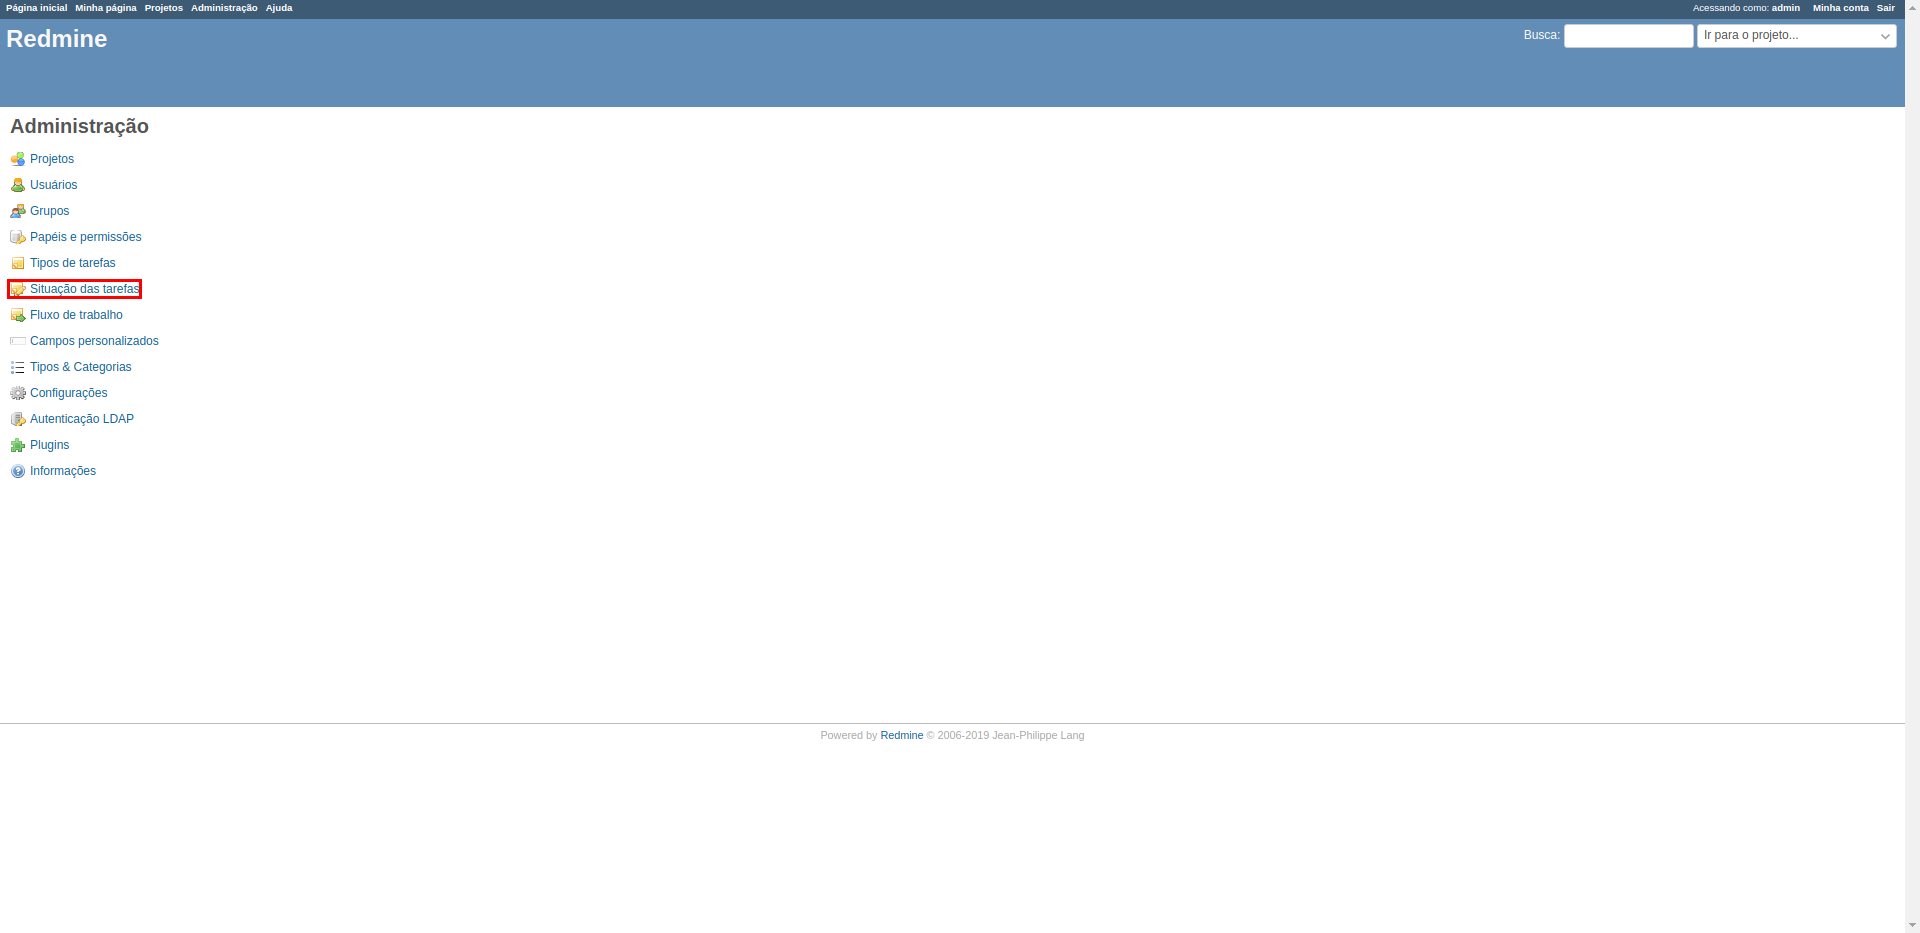 Página inicial Minha página Projetos Administração Ajuda Acessando como: admin Minha conta Sair
Redmine Busca: Ir para o projeto...
Administração
Projetos
Usuários
Grupos
Papéis e permissões
Tipos de tarefas
Situação das tarefas
Fluxo de trabalho
Campos personalizados
Tipos & Categorias
Configurações
Autenticação LDAP
Plugins
Informações
Powered by Redmine © 2006-2019 Jean-Philippe Lang